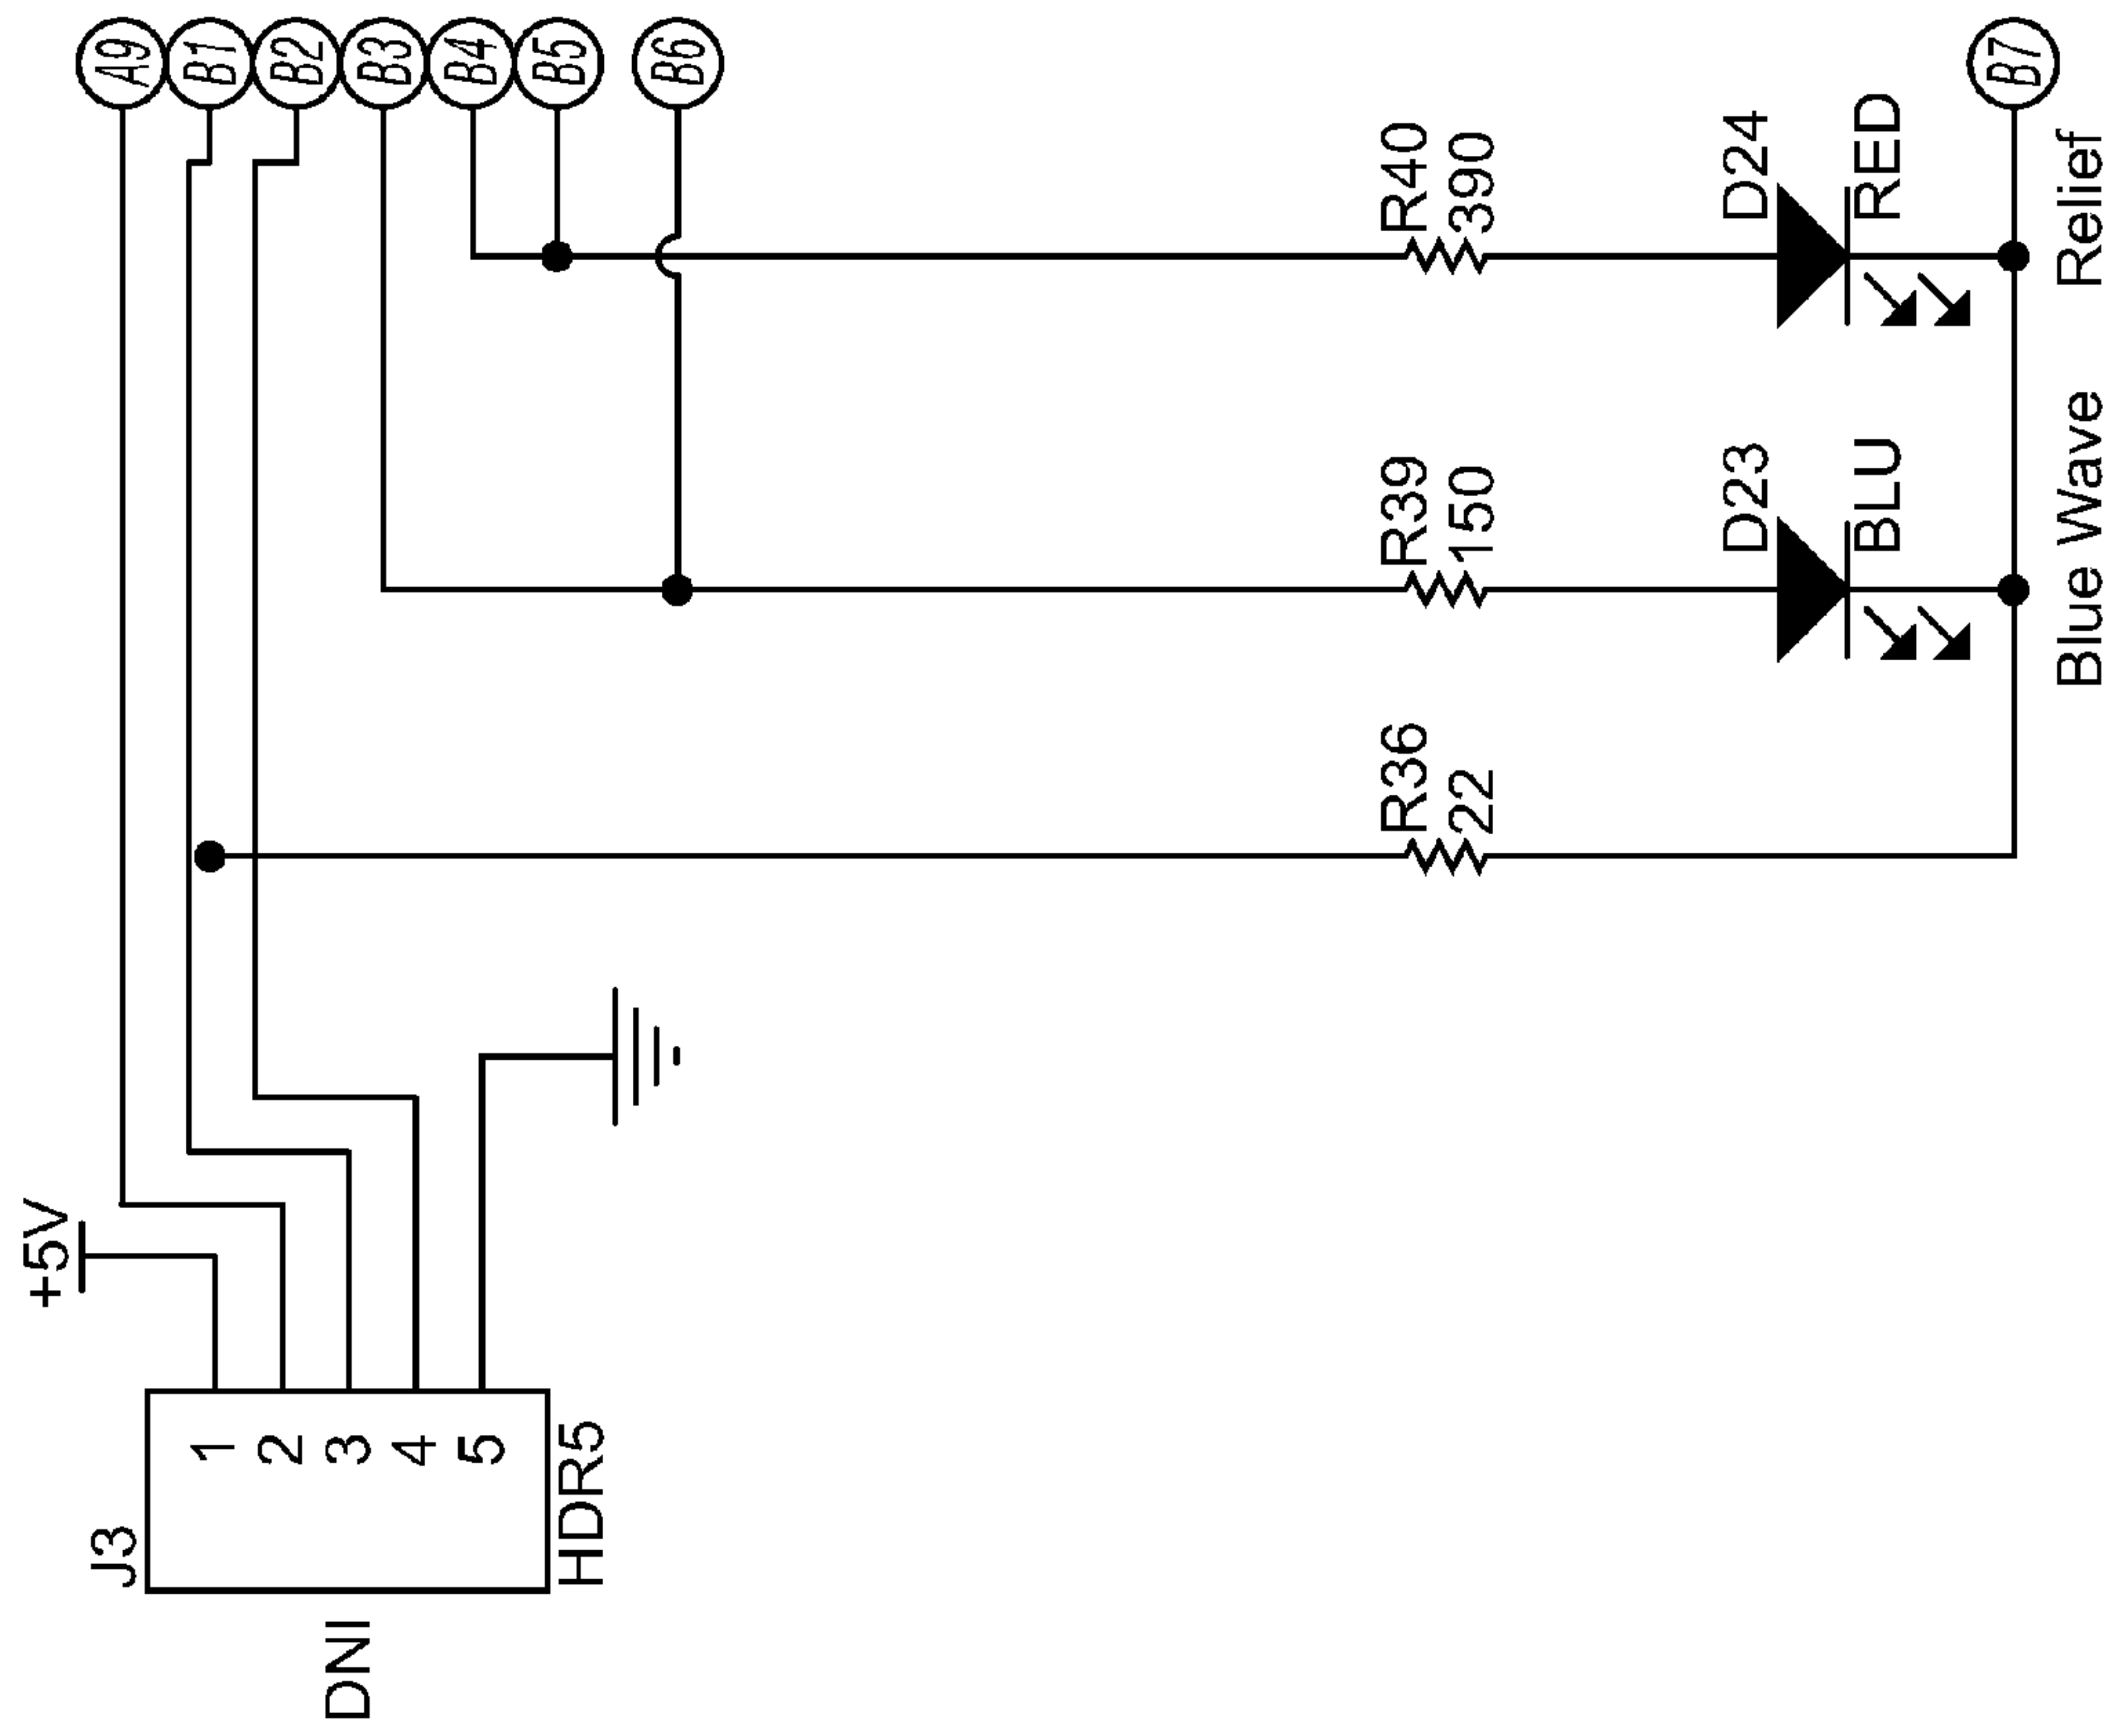 A9
B1
B2
B3
B4
B5
B6
B7
R40
390
D24
RED
Relief
R39
150
D23
BLU
Blue Wave
R36
22
+5V
J3
1
2
3
4
5
HDR5
DNI